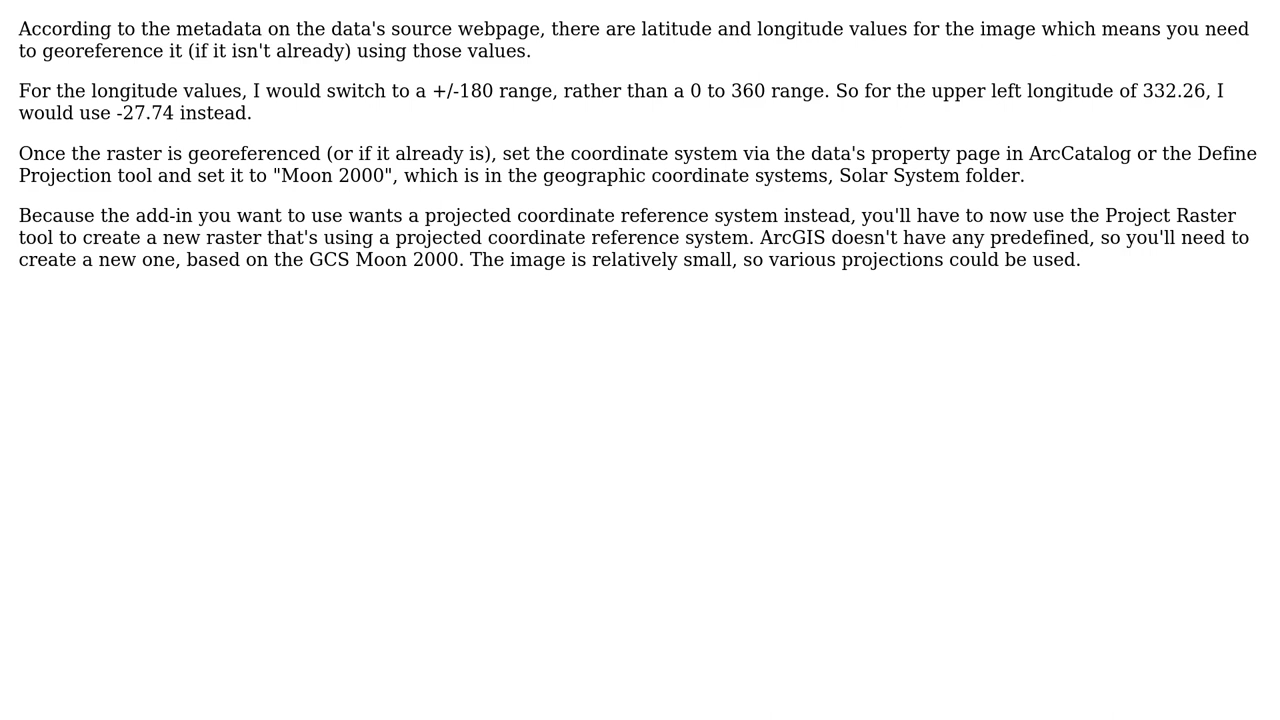 According to the metadata on the data's source webpage, there are latitude and longitude values for the image which means you need
to georeference it (if it isn't already) using those values.
For the longitude values, I would switch to a +/-180 range, rather than a 0 to 360 range. So for the upper left longitude of 332.26, I
would use -27.74 instead.
Once the raster is georeferenced (or if it already is), set the coordinate system via the data's property page in ArcCatalog or the Define
Projection tool and set it to "Moon 2000", which is in the geographic coordinate systems, Solar System folder.
Because the add-in you want to use wants a projected coordinate reference system instead, you'll have to now use the Project Raster
tool to create a new raster that's using a projected coordinate reference system. ArcGIS doesn't have any predefined, so you'll need to
create a new one, based on the GCS Moon 2000. The image is relatively small, so various projections could be used.